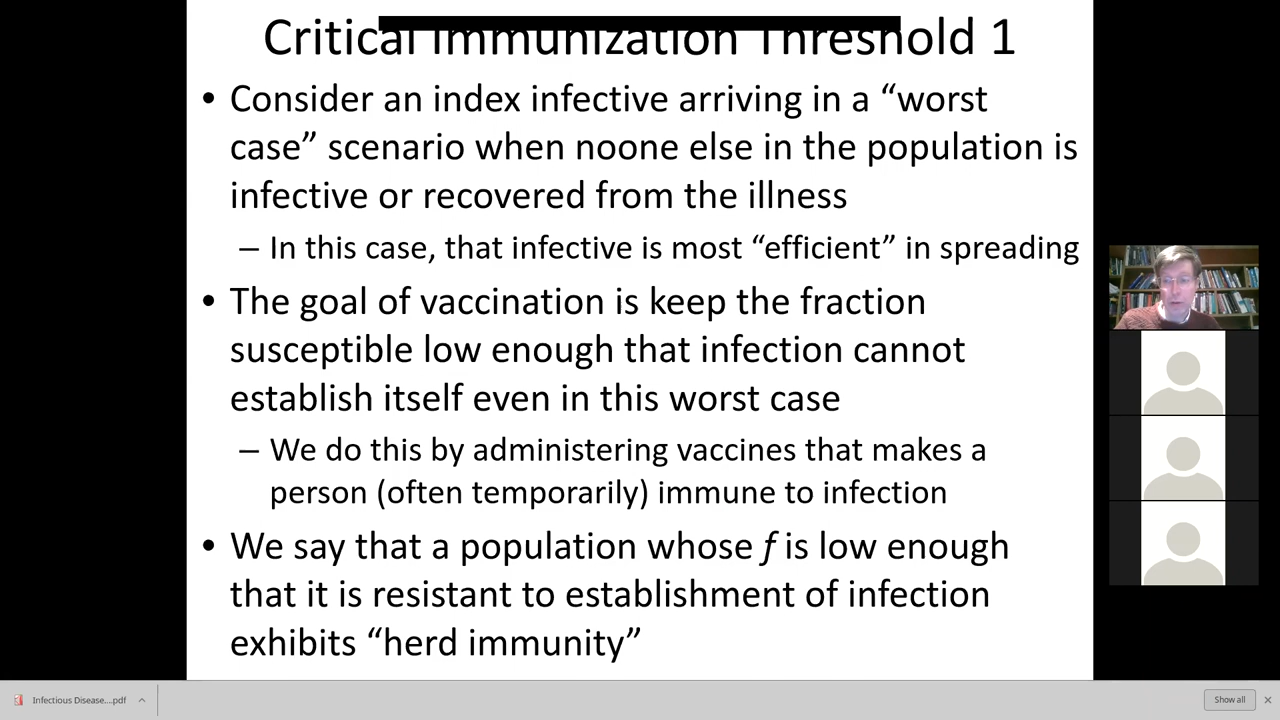 Critical Immunization Threshold 1
• Consider an index infective arriving in a “worst
case” scenario when noone else in the population is
infective or recovered from the illness
– In this case, that infective is most “efficient” in spreading
• The goal of vaccination is keep the fraction
susceptible low enough that infection cannot
establish itself even in this worst case
– We do this by administering vaccines that makes a
person (often temporarily) immune to infection
• We say that a population whose f is low enough
that it is resistant to establishment of infection
exhibits “herd immunity”
Infectious Disease....pdf
Show all